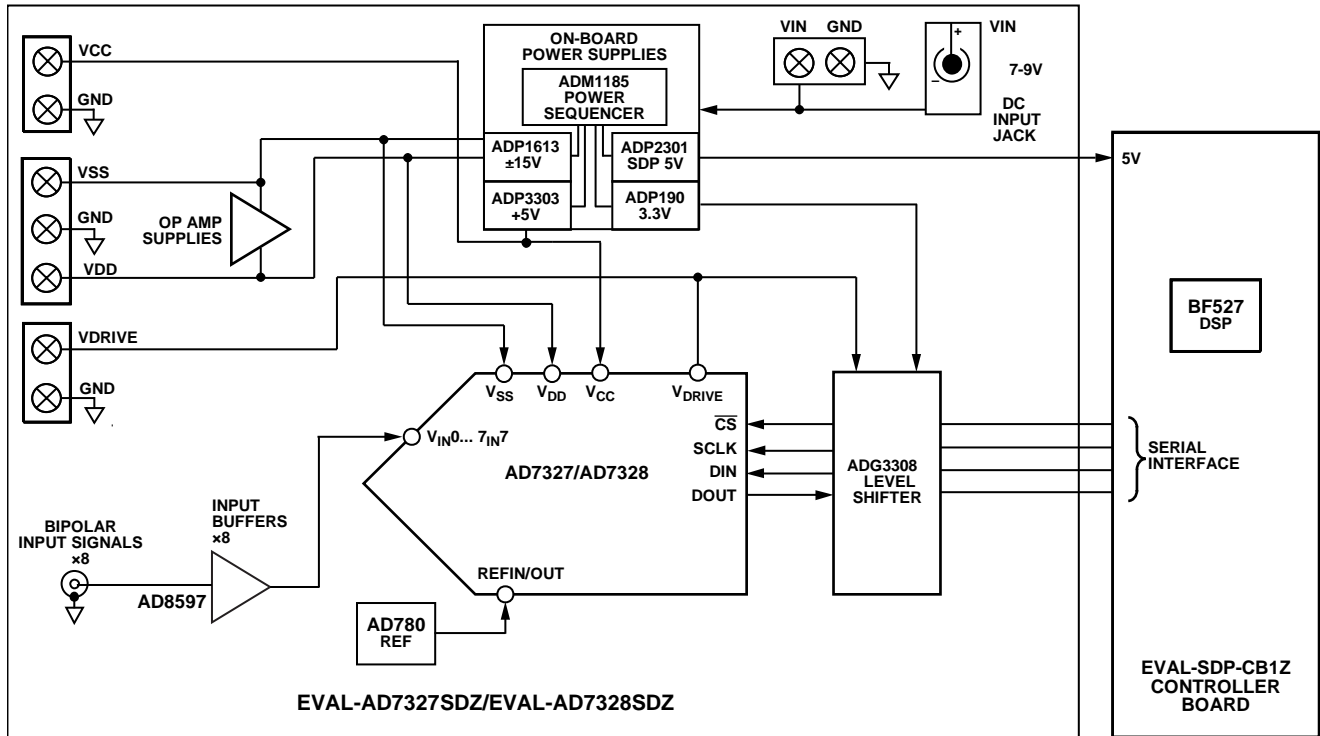 VCC
GND
VSS
GND
OP AMP
SUPPLIES
VDD
VDRIVE
GND
ON-BOARD
POWER SUPPLIES
ADM1185
POWER
SEQUENCER
ADP1613
±15V
ADP2301
SDP 5V
ADP3303
+5V
ADP190
3.3V
VIN GND
VIN
+
–
7-9V
DC
INPUT
JACK
5V
BF527
DSP
VSS
VDD
VCC
VDRIVE
VIN0... 7IN7
AD7327/AD7328
CS
SCLK
DIN
DOUT
ADG3308
LEVEL
SHIFTER
SERIAL
INTERFACE
BIPOLAR
INPUT SIGNALS
×8
INPUT
BUFFERS
×8
AD8597
REFIN/OUT
AD780
REF
EVAL-AD7327SDZ/EVAL-AD7328SDZ
EVAL-SDP-CB1Z
CONTROLLER
BOARD